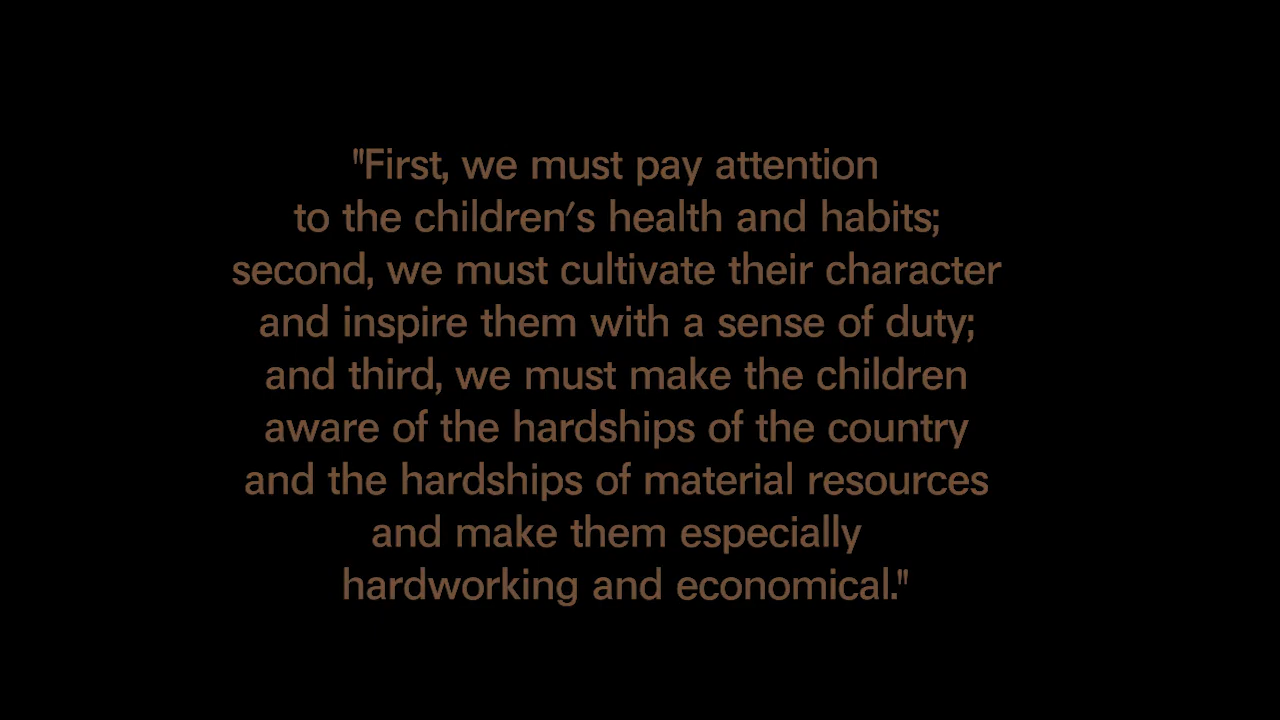 "First, we must pay attention
to the children's health and habits;
second, we must cultivate their character
and inspire them with a sense of duty;
and third, we must make the children
aware of the hardships of the country
and the hardships of material resources
and make them especially
hardworking and economical."